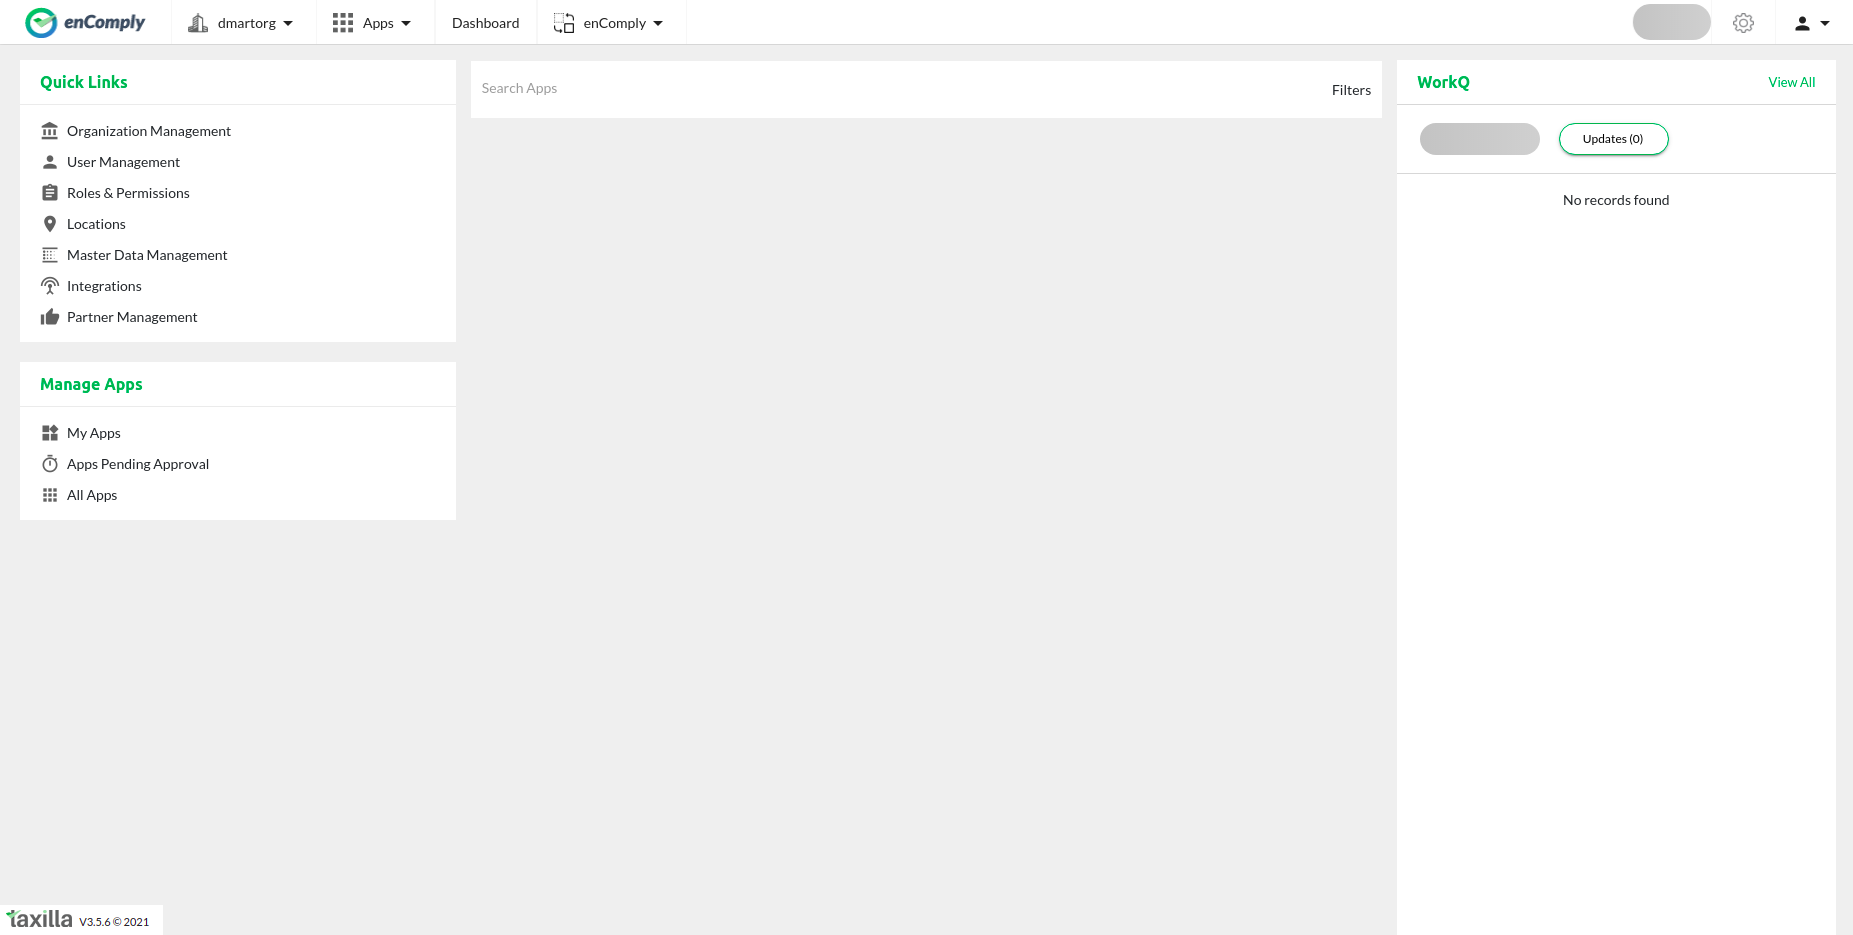 enComply
dmartorg
Apps
Dashboard
enComply
Quick Links
Organization Management
User Management
Roles & Permissions
Locations
Master Data Management
Integrations
Partner Management
Manage Apps
My Apps
Apps Pending Approval
All Apps
Search Apps
Filters
WorkQ
View All
Updates (0)
No records found
taxilla V3.5.6 © 2021